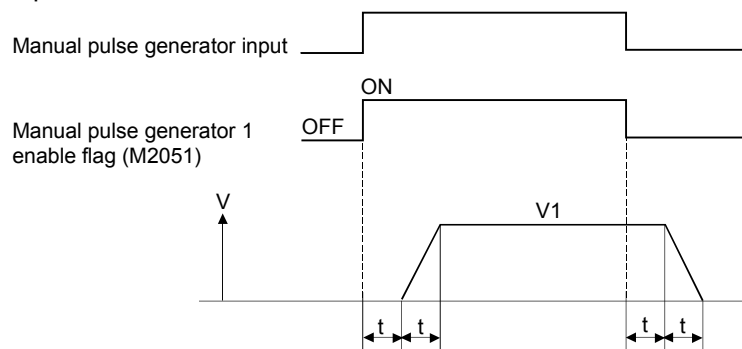 Manual pulse generator input
ON
Manual pulse generator 1 OFF
enable flag (M2051)
V
V1
t t t t